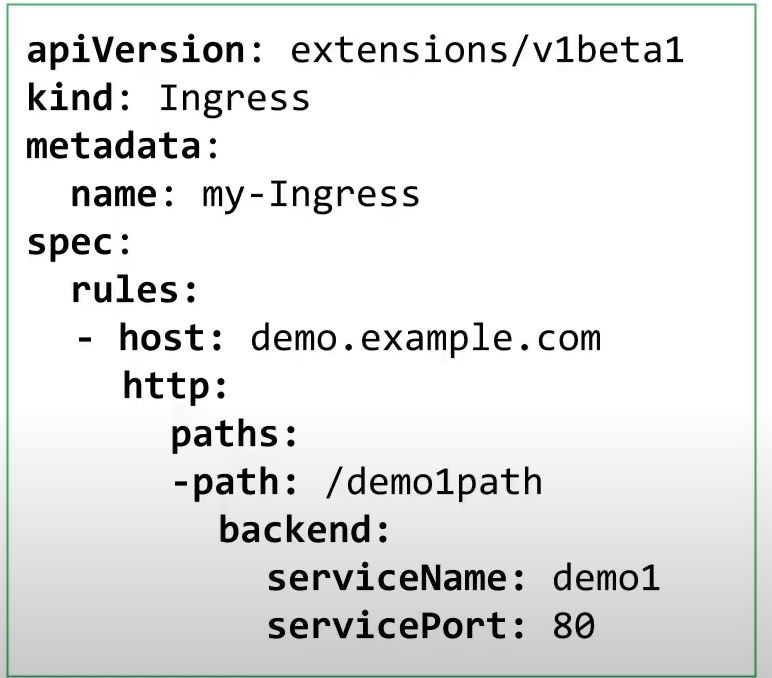 apiVersion: extensions/v1beta1
kind: Ingress
metadata:
name: my-Ingress
spec:
rules:
- host: demo.example.com
http:
paths:
-path: /demo1path
backend:
serviceName: demo1
servicePort: 80